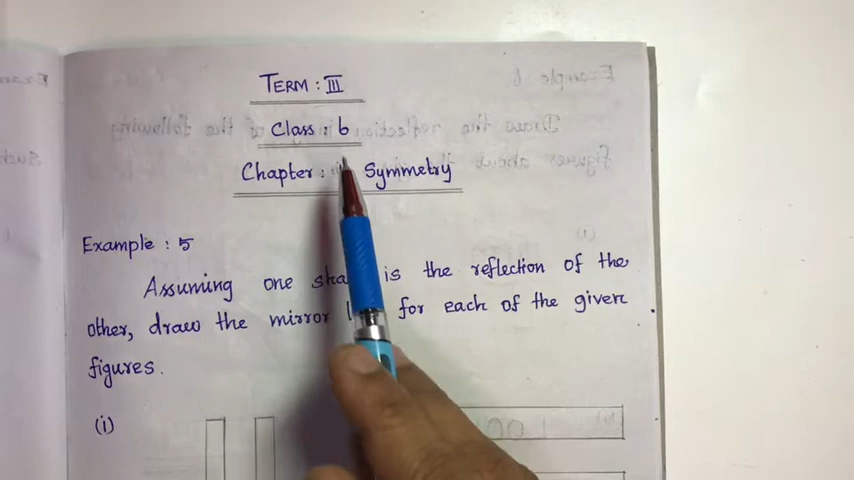 TERM : III
Class : 6
Chapter : Symmetry
Example : 5
Assuming one is the reflection of the
other, draw the mirror for each of the given
figures.
(i)